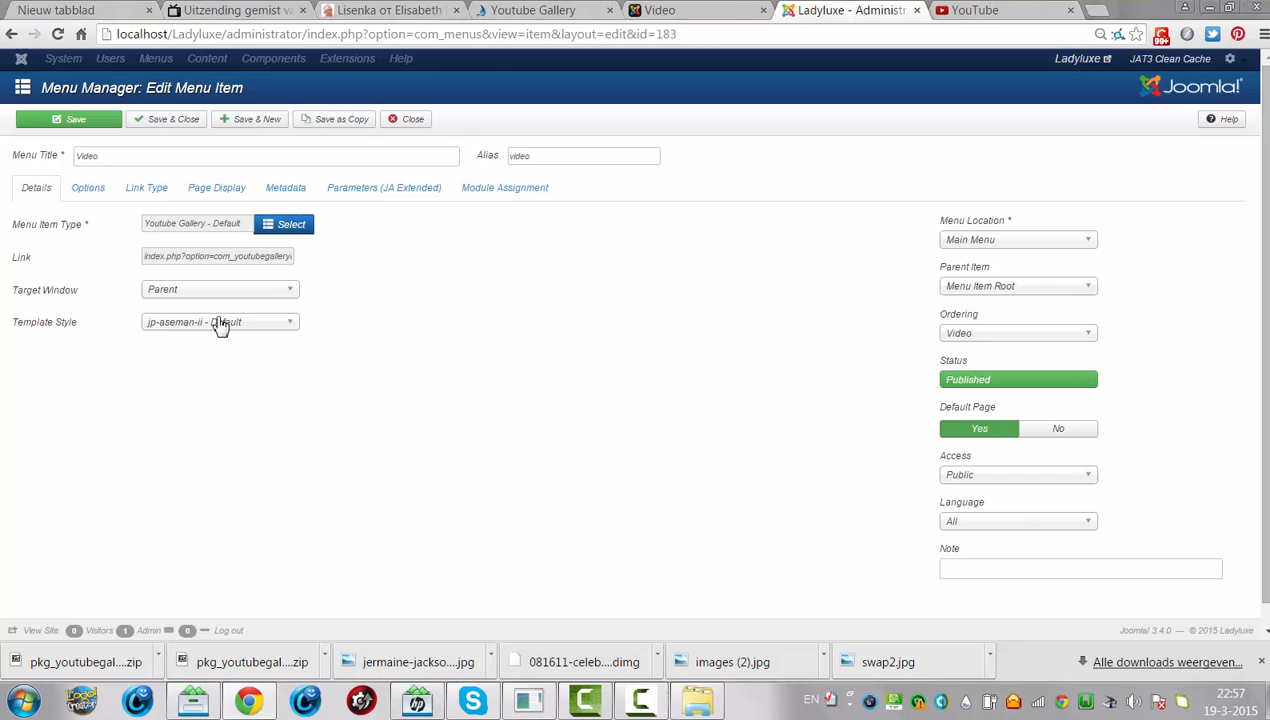 Nieuw tabblad
Uitzending gemist va
Lisenka от Elisabeth
Youtube Gallery
Video
Ladyluxe - Administra
YouTube
localhost/Ladyluxe/administrator/index.php?option=com_menus&view=item&layout=edit&id=183
99+
System Users Menus Content Components Extensions Help
Ladyluxe JAT3 Clean Cache
Menu Manager: Edit Menu Item
Joomla!
Save
Save & Close
Save & New
Save as Copy
Close
Help
Menu Title * Video
Alias video
Details Options Link Type Page Display Metadata Parameters (JA Extended) Module Assignment
Menu Item Type * Youtube Gallery - Default Select
Link index.php?option=com_youtubegallery
Target Window Parent
Template Style jp-aseman-ii - Default
Menu Location *
Main Menu
Parent Item
Menu Item Root
Ordering
Video
Status
Published
Default Page
Yes No
Access
Public
Language
All
Note
View Site 0 Visitors 1 Admin 0 Log out
Joomla! 3.4.0 — © 2015 Ladyluxe
pkg_youtubegal....zip
pkg_youtubegal....zip
jermaine-jackso....jpg
081611-celeb....dimg
images (2).jpg
swap2.jpg
Alle downloads weergeven...
EN
22:57
19-3-2015